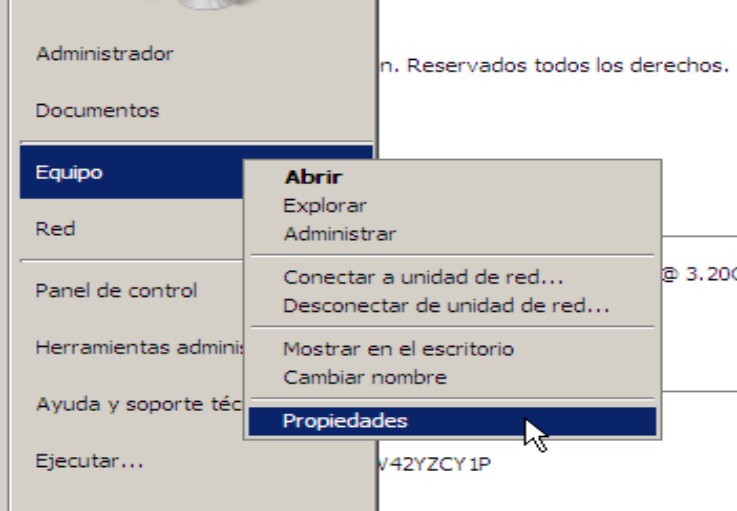 Administrador
n. Reservados todos los derechos.
Documentos
Equipo
Abrir
Explorar
Red
Administrar
Conectar a unidad de red...
@ 3.20
Panel de control
Desconectar de unidad de red...
Herramientas adminis
Mostrar en el escritorio
Cambiar nombre
Ayuda y soporte téc
Propiedades
Ejecutar...
42YZCY1P